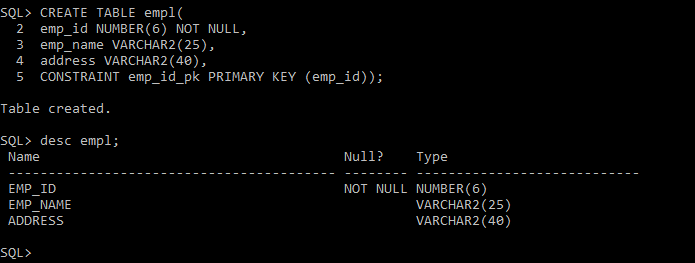 SQL> CREATE TABLE empl(
  2  emp_id NUMBER(6) NOT NULL,
  3  emp_name VARCHAR2(25),
  4  address VARCHAR2(40),
  5  CONSTRAINT emp_id_pk PRIMARY KEY (emp_id));
Table created.
SQL> desc empl;
 Name                                      Null?    Type
 ----------------------------------------- -------- ----------------------------
 EMP_ID                                    NOT NULL NUMBER(6)
 EMP_NAME                                           VARCHAR2(25)
 ADDRESS                                            VARCHAR2(40)
SQL>